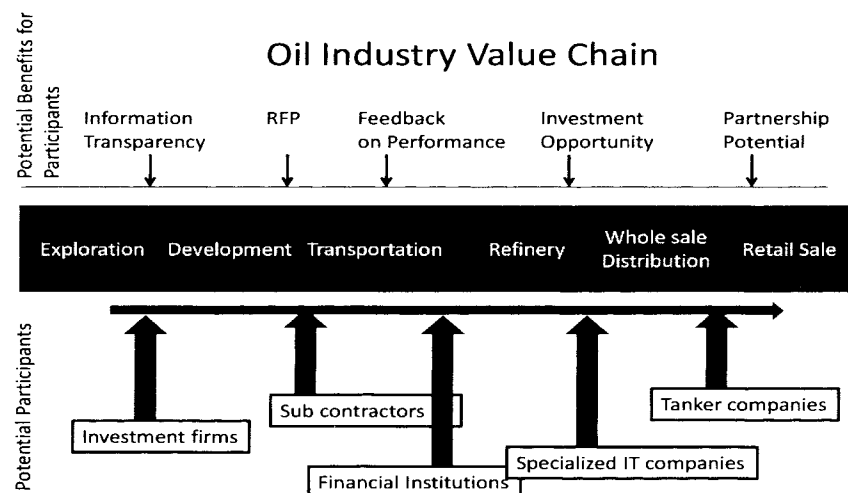 Oil Industry Value Chain
Potential Benefits for
Participants
Information
Transparency
RFP
Feedback
on Performance
Investment
Opportunity
Partnership
Potential
Exploration
Development
Transportation
Refinery
Whole sale
Distribution
Retail Sale
Potential Participants
Investment firms
Sub contractors
Financial Institutions
Specialized IT companies
Tanker companies